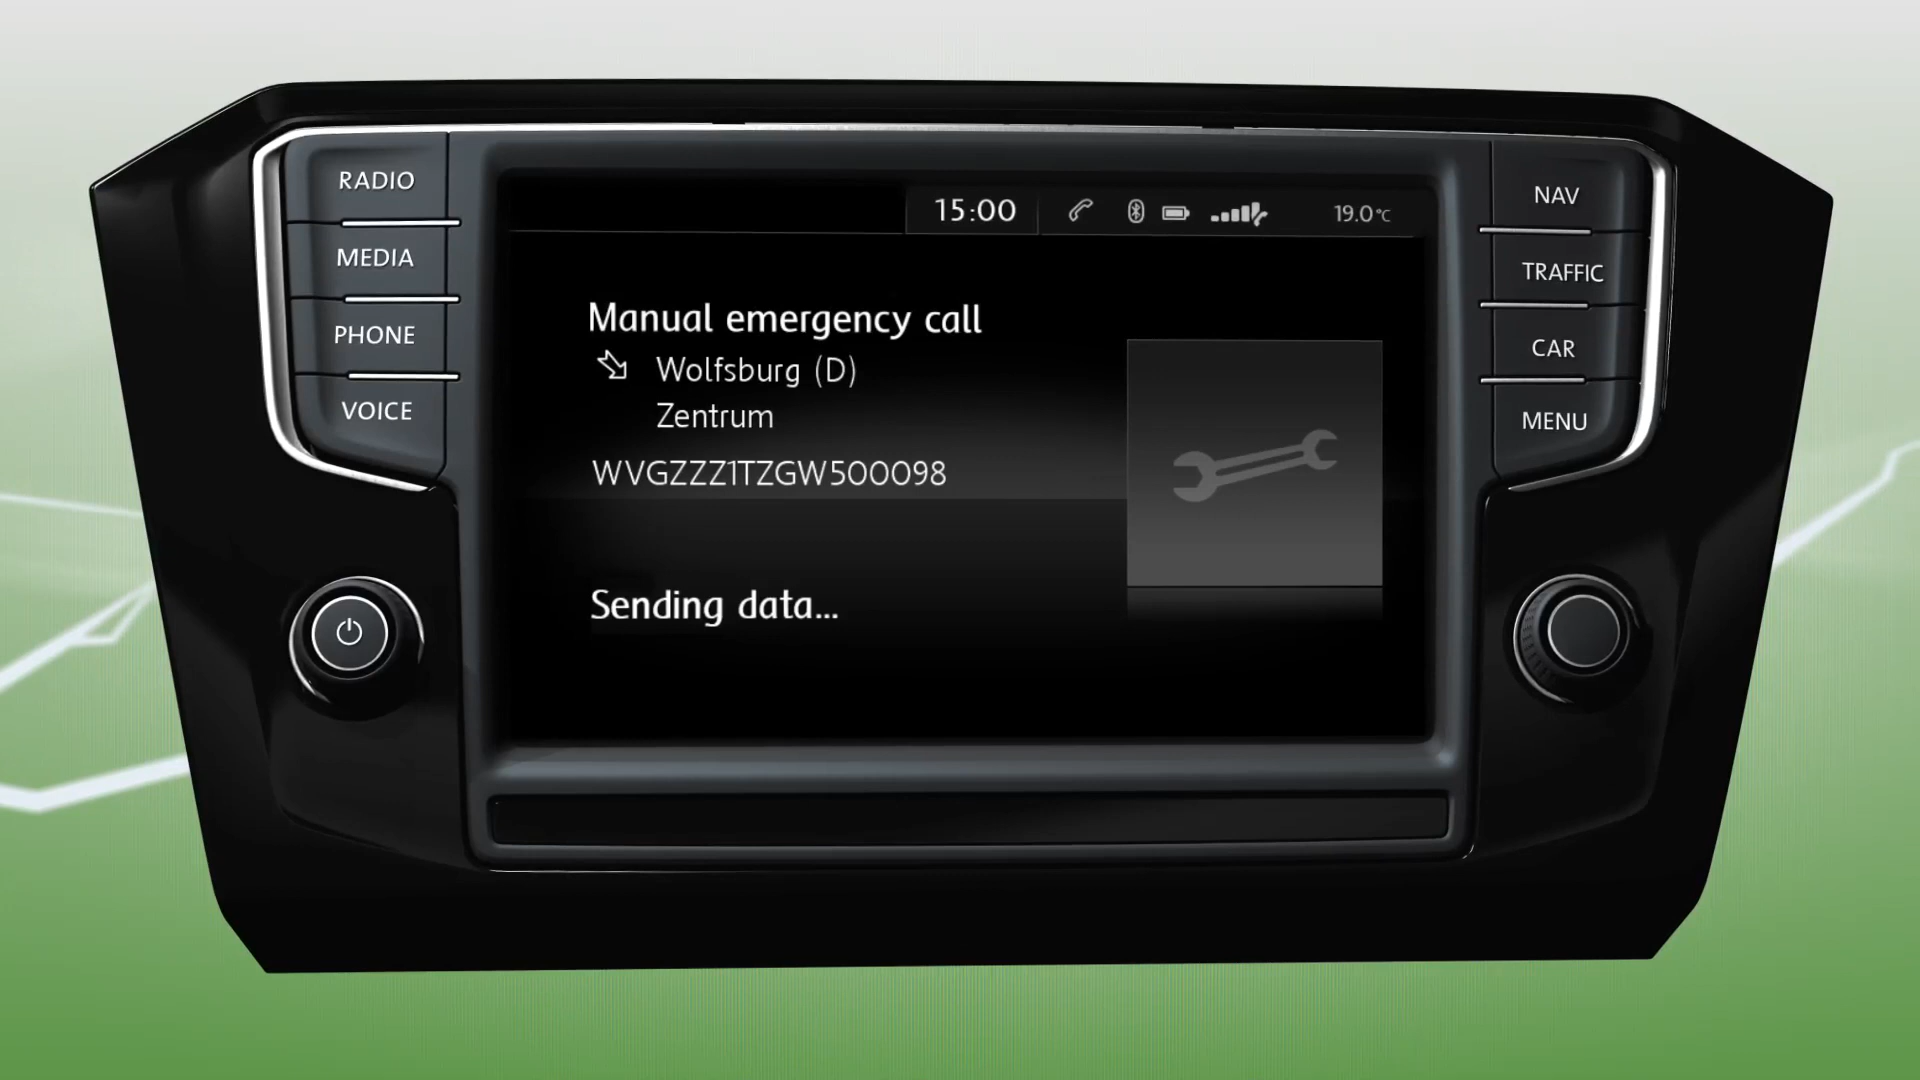 RADIO
MEDIA
PHONE
VOICE
15:00
19.0°C
Manual emergency call
Wolfsburg (D)
Zentrum
WVGZZZ1TZGW500098
Sending data...
NAV
TRAFFIC
CAR
MENU